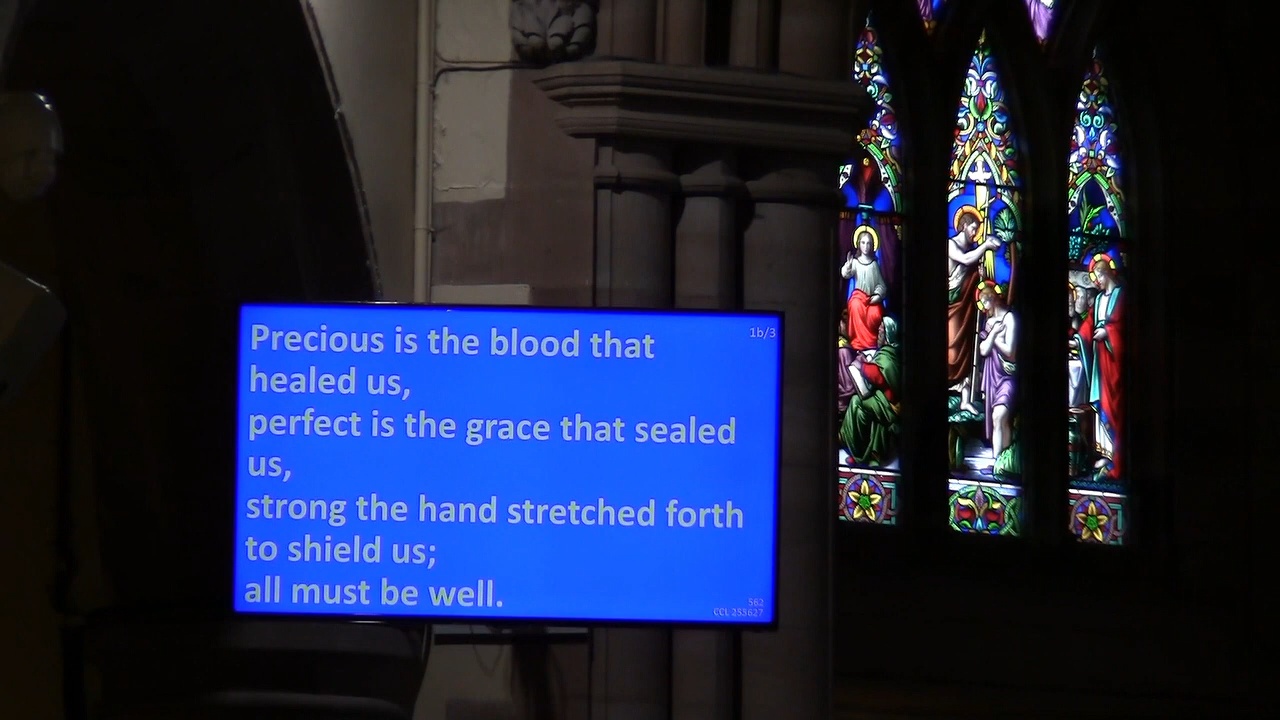 1b/3
Precious is the blood that
healed us,
perfect is the grace that sealed
us,
strong the hand stretched forth
to shield us;
all must be well.
562
CCL 253627